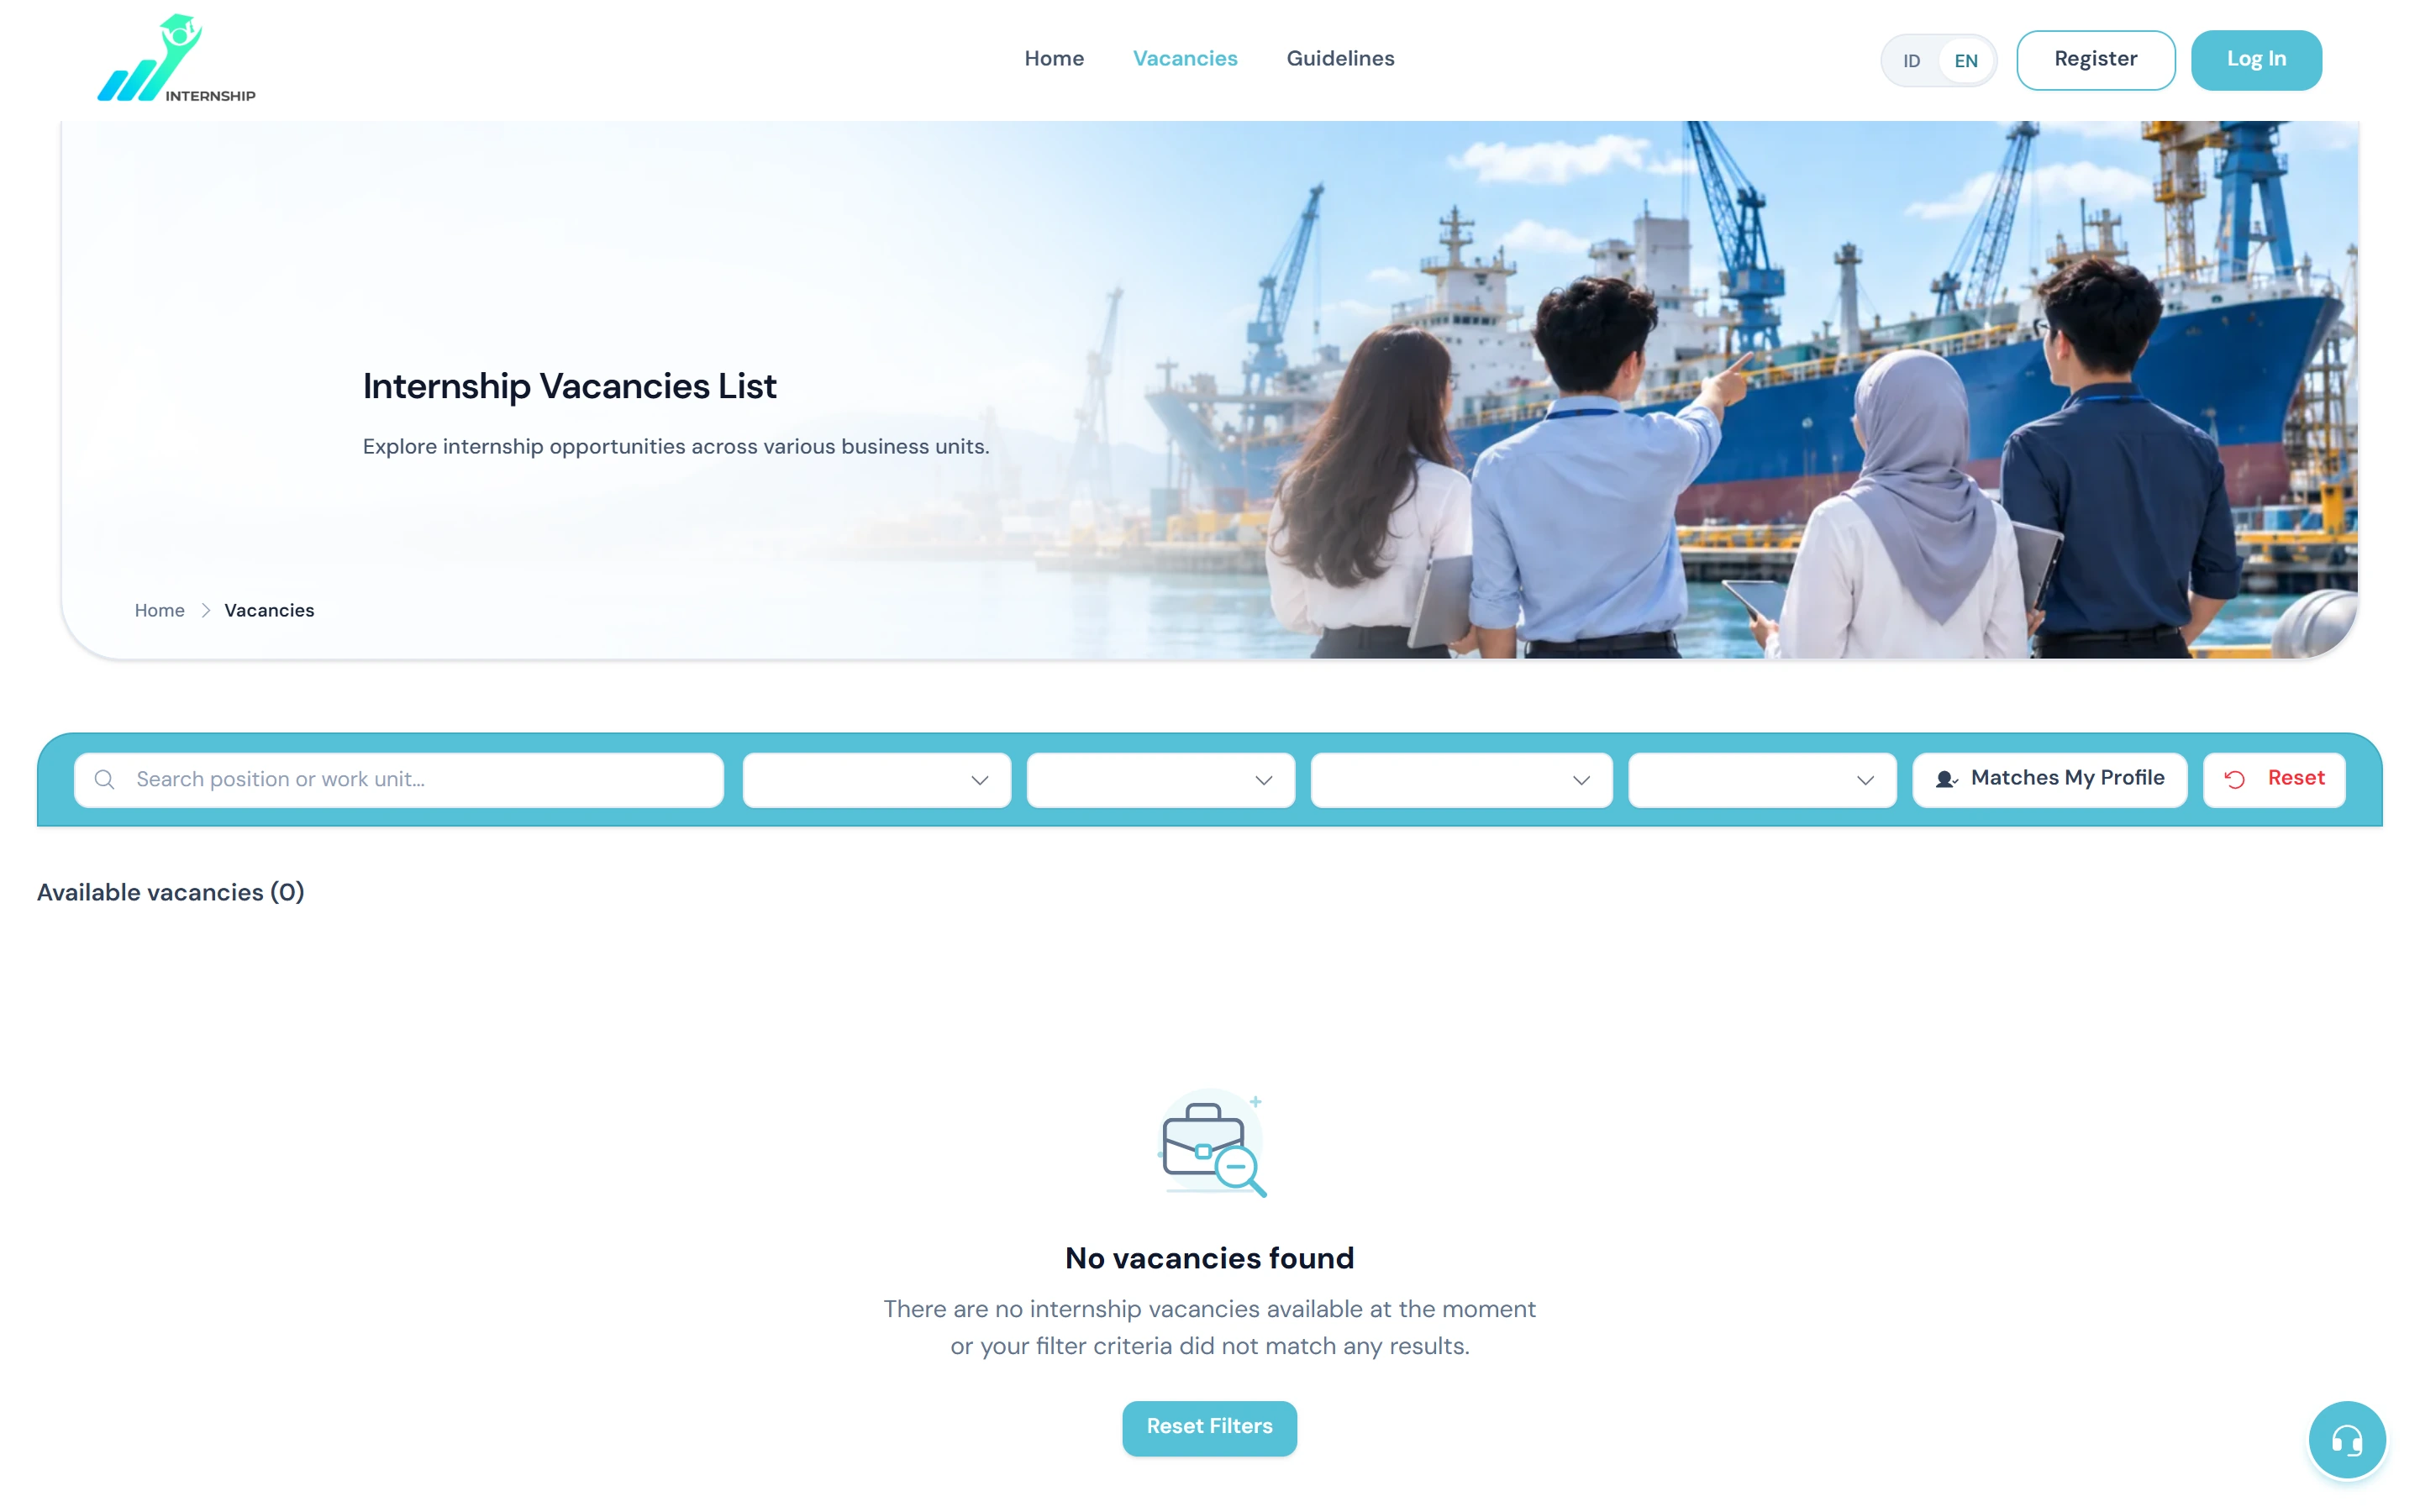 INTERNSHIP
Home
Vacancies
Guidelines
ID
EN
Register
Log In
Internship Vacancies List
Explore internship opportunities across various business units.
Home
Vacancies
Search position or work unit...
Matches My Profile
Reset
Available vacancies (0)
No vacancies found
There are no internship vacancies available at the moment
or your filter criteria did not match any results.
Reset Filters